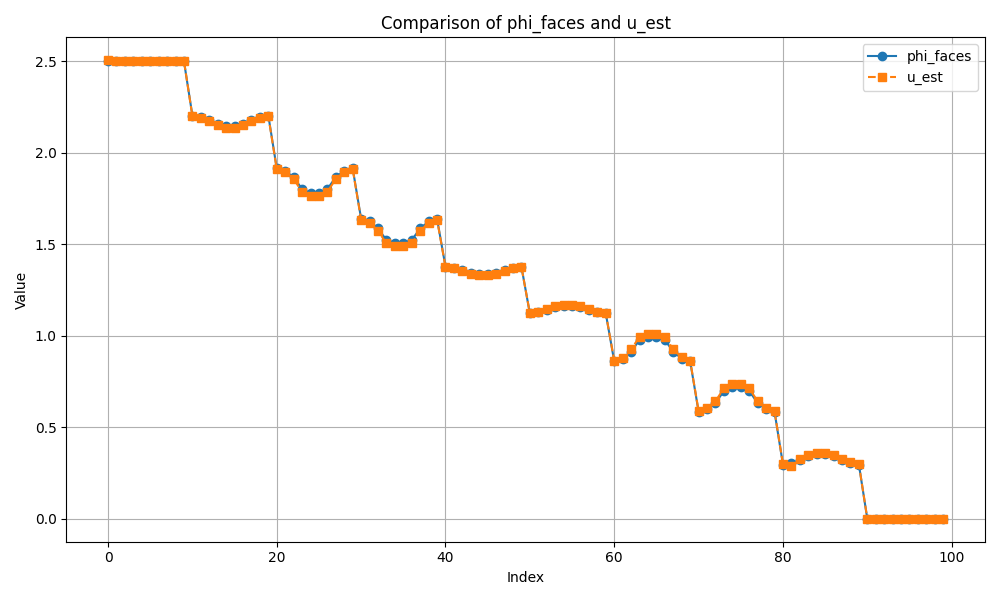 Comparison of phi_faces and u_est
phi_faces
u_est
Value
2.5
2.0
1.5
1.0
0.5
0.0
0 20 40 60 80 100
Index